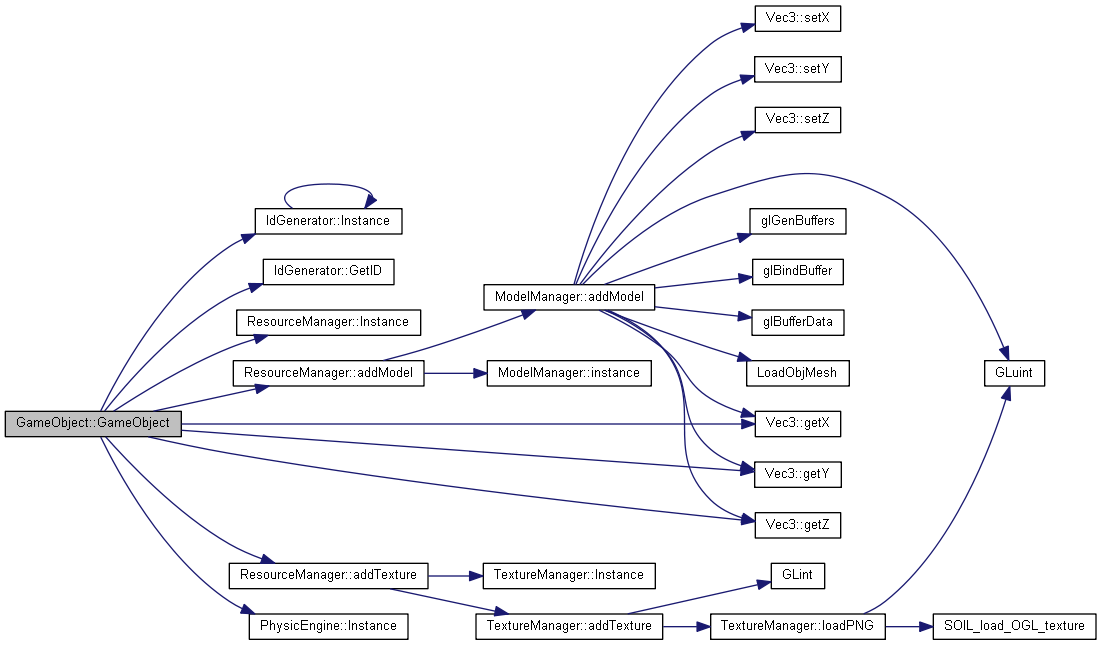 Vec3::setX
Vec3::setY
Vec3::setZ
IdGenerator::Instance
glGenBuffers
IdGenerator::GetID
glBindBuffer
ModelManager::addModel
ResourceManager::Instance
glBufferData
ResourceManager::addModel
ModelManager::instance
LoadObjMesh
GLuint
GameObject::GameObject
Vec3::getX
Vec3::getY
Vec3::getZ
ResourceManager::addTexture
TextureManager::Instance
GLint
PhysicEngine::Instance
TextureManager::addTexture
TextureManager::loadPNG
SOIL_load_OGL_texture